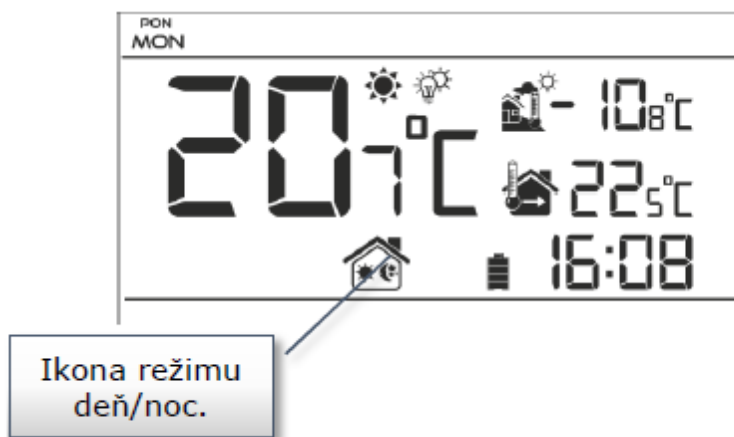 PON
MON
20.7°C
- 10.8°C
22.5°C
16:08
Ikona režimu
deň/noc.